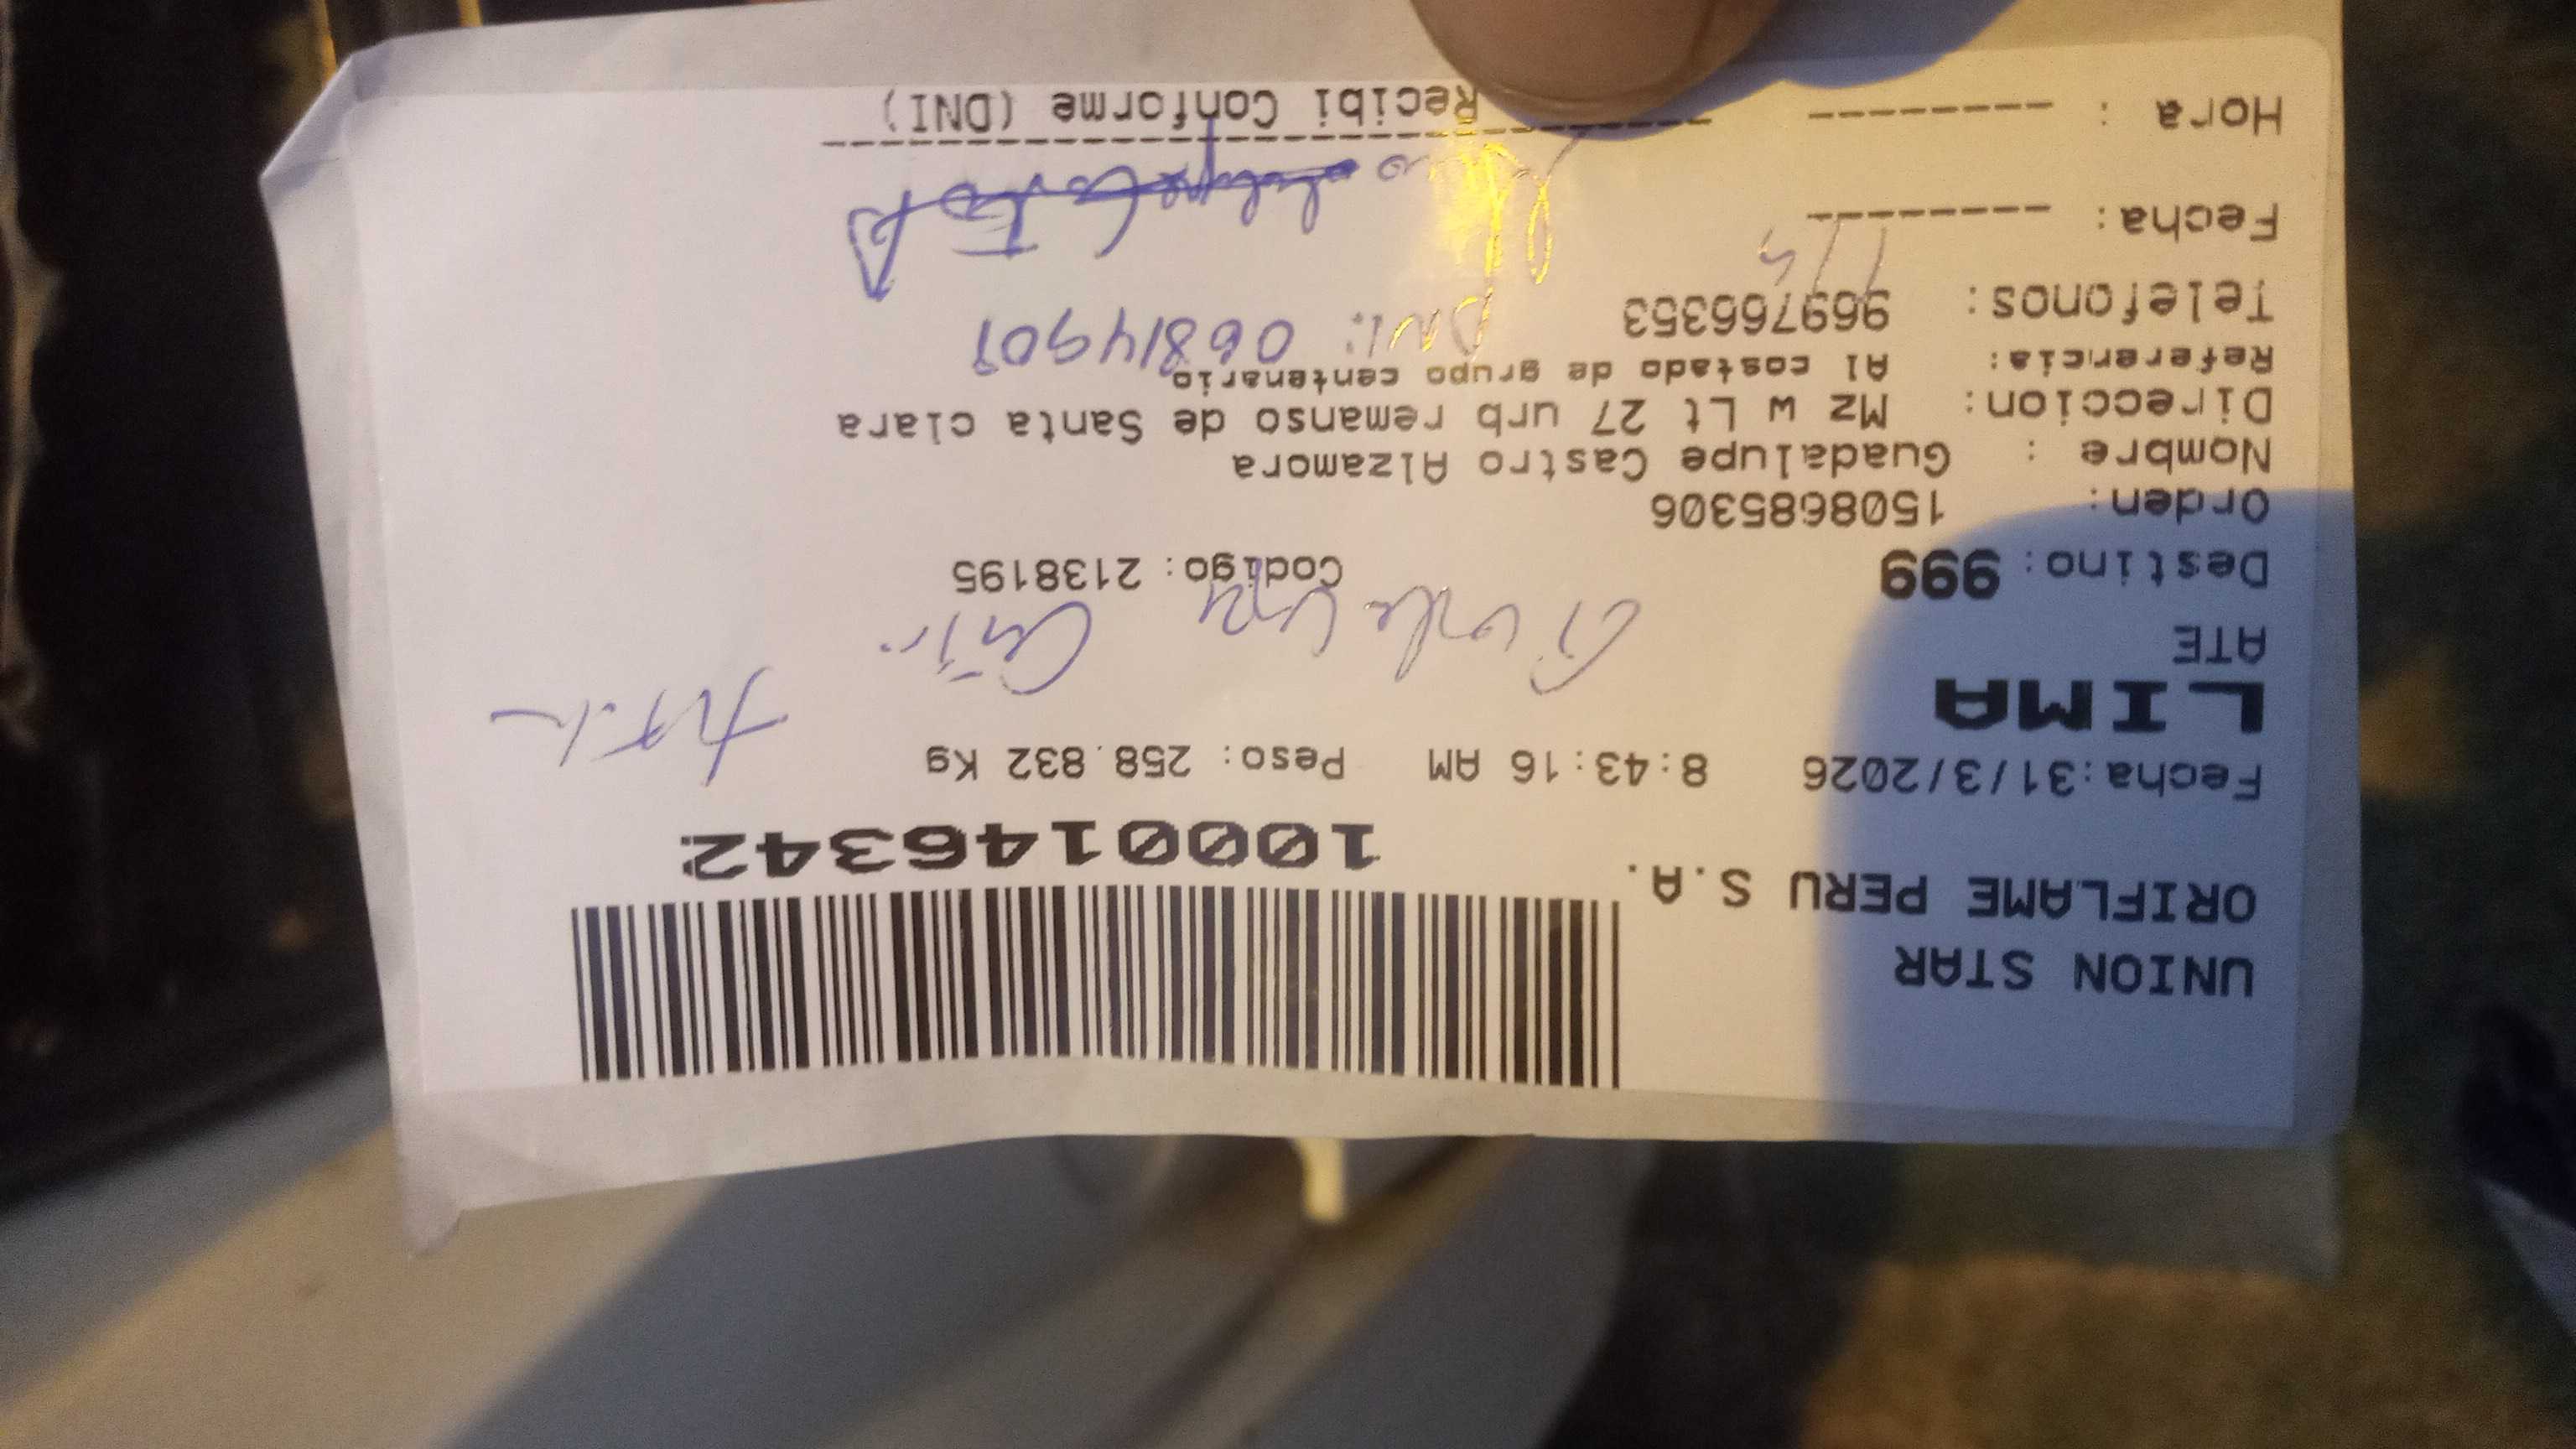 UNION STAR
ORIFLAME PERU S.A.
1000146342
Fecha:31/3/2026 8:43:16 AM Peso: 258.832 Kg
LIMA
ATE
Destino: 999 Codigo: 2138195
Orden: 1508685306
Nombre : Guadalupe Castro Alzamora
Direccion: Mz w Lt 27 urb remanso de Santa clara
Referencia: Al costado de grupo centenario
Telefonos: 969766353
DNI: 06814907
Fecha: --------
Hora : --------
Recibi Conforme (DNI)